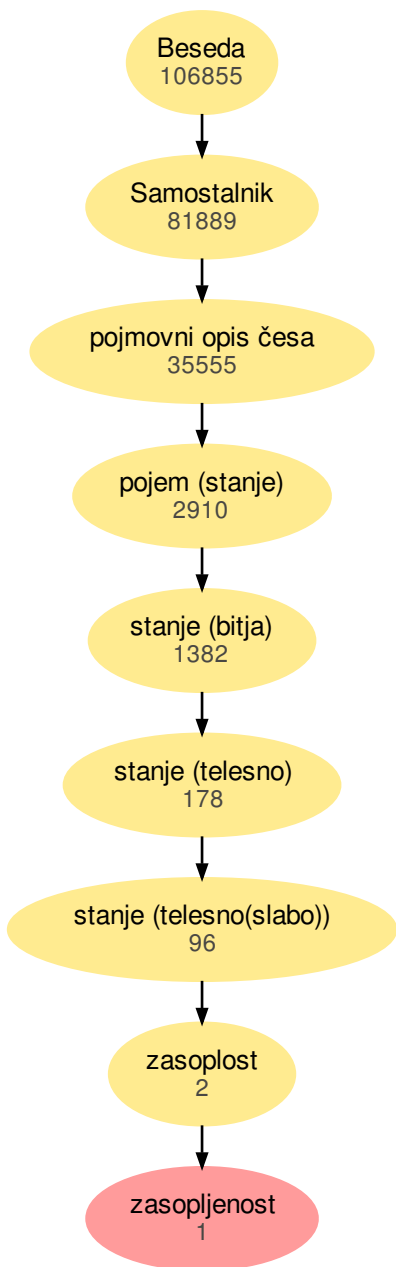 Beseda
106855
Samostalnik
81889
pojmovni opis česa
35555
pojem (stanje)
2910
stanje (bitja)
1382
stanje (telesno)
178
stanje (telesno(slabo))
96
zasoplost
2
zasopljenost
1